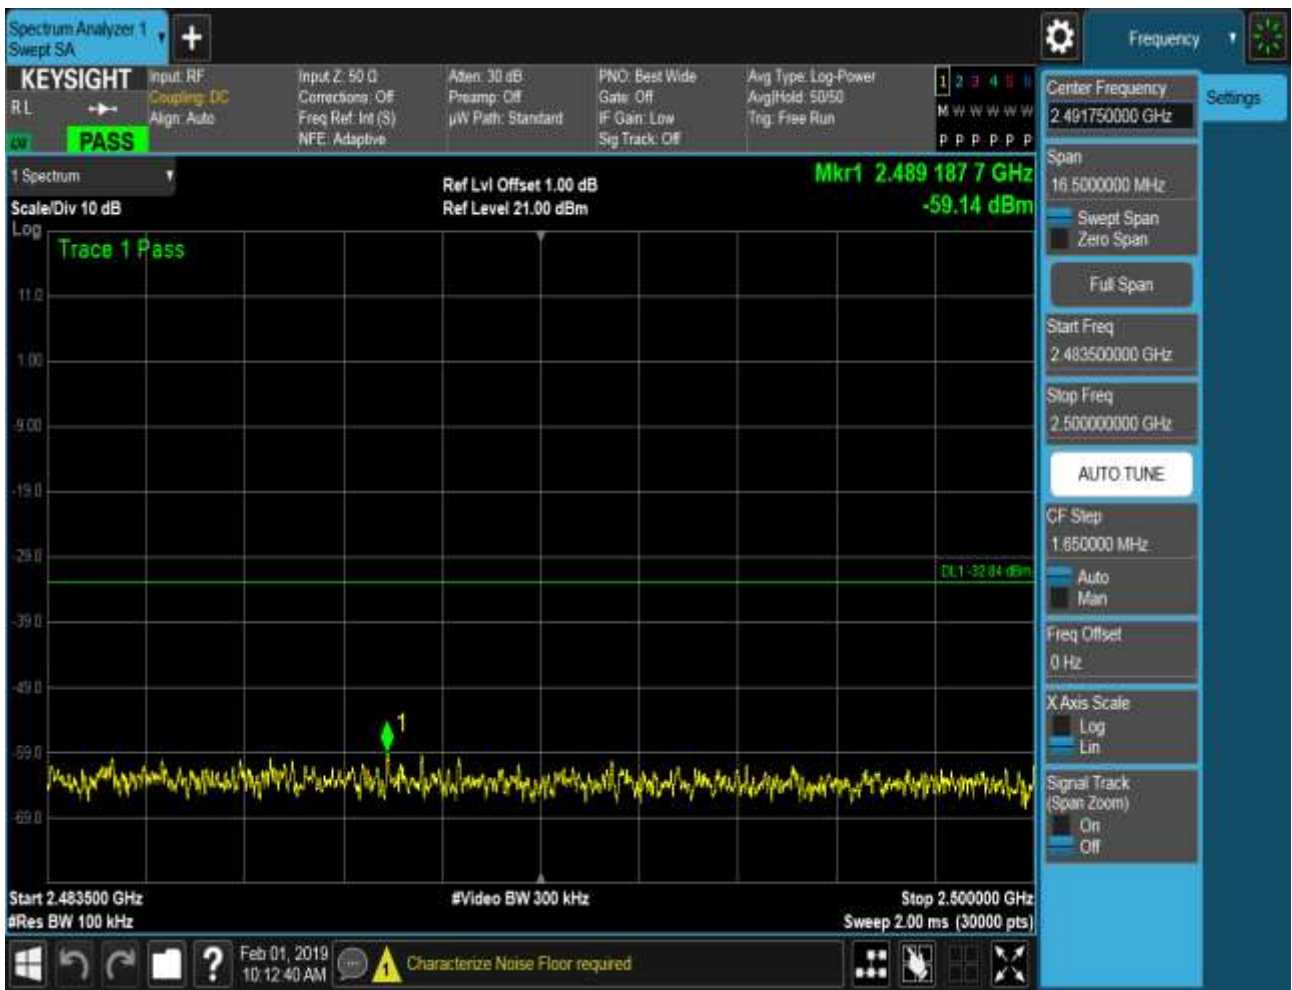 Spectrum Analyzer 1
Swept SA
+
Frequency
KEYSIGHT
R L
PASS
Input: RF
Coupling: DC
Align: Auto
Input Z: 50 Ω
Corrections: Off
Freq Ref: Int (S)
NFE: Adaptive
Atten: 30 dB
Preamp: Off
µW Path: Standard
PNO: Best Wide
Gate: Off
IF Gain: Low
Sig Track: Off
Avg Type: Log-Power
Avg|Hold: 50/50
Trig: Free Run
1 2 3 4 5 6
M W W W W W
P P P P P P
1 Spectrum
Scale/Div 10 dB
Log
Ref Lvl Offset 1.00 dB
Ref Level 21.00 dBm
Mkr1 2.489 187 7 GHz
-59.14 dBm
Trace 1 Pass
11.0
1.00
-9.00
-19.0
-29.0
DL1 -32.84 dBm
-39.0
-49.0
1
-59.0
-69.0
Start 2.483500 GHz
#Res BW 100 kHz
#Video BW 300 kHz
Stop 2.500000 GHz
Sweep 2.00 ms (30000 pts)
?
Feb 01, 2019
10:12:40 AM
1
Characterize Noise Floor required
Center Frequency
2.491750000 GHz
Settings
Span
16.5000000 MHz
Swept Span
Zero Span
Full Span
Start Freq
2.483500000 GHz
Stop Freq
2.500000000 GHz
AUTO TUNE
CF Step
1.650000 MHz
Auto
Man
Freq Offset
0 Hz
X Axis Scale
Log
Lin
Signal Track
(Span Zoom)
On
Off